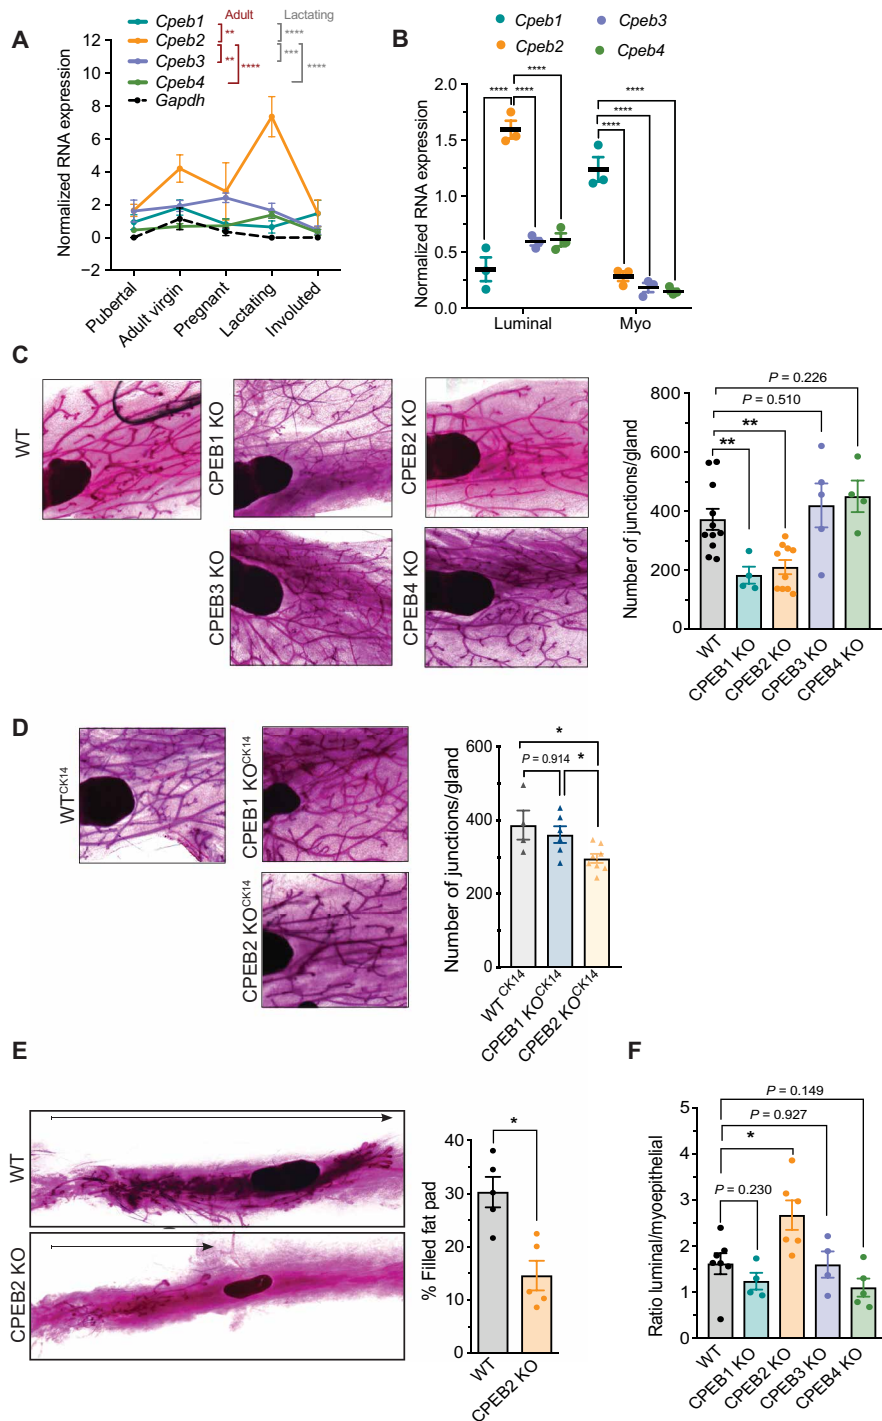 A
Cpeb1
Cpeb2
Cpeb3
Cpeb4
Gapdh
Adult
**
**
****
Lactating
****
***
****
Normalized RNA expression
12
10
8
6
4
2
0
−2
Pubertal
Adult virgin
Pregnant
Lactating
Involuted
B
Cpeb1
Cpeb2
Cpeb3
Cpeb4
Normalized RNA expression
2.0
1.5
1.0
0.5
0.0
****
****
****
****
****
****
Luminal
Myo
C
WT
CPEB1 KO
CPEB2 KO
CPEB3 KO
CPEB4 KO
Number of junctions/gland
800
600
400
200
0
P = 0.226
P = 0.510
**
**
WT
CPEB1 KO
CPEB2 KO
CPEB3 KO
CPEB4 KO
D
WT^CK14
CPEB1 KO^CK14
CPEB2 KO^CK14
Number of junctions/gland
600
400
200
0
*
P = 0.914
*
WT^CK14
CPEB1 KO^CK14
CPEB2 KO^CK14
E
WT
CPEB2 KO
% Filled fat pad
40
30
20
10
0
*
WT
CPEB2 KO
F
Ratio luminal/myoepithelial
5
4
3
2
1
0
P = 0.149
P = 0.927
*
P = 0.230
WT
CPEB1 KO
CPEB2 KO
CPEB3 KO
CPEB4 KO